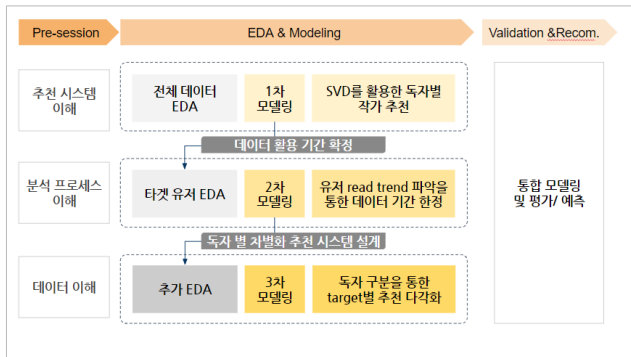 Pre-session
EDA & Modeling
Validation &Recom.
추천 시스템
이해
전체 데이터
EDA
1차
모델링
SVD를 활용한 독자별
작가 추천
데이터 활용 기간 확정
분석 프로세스
이해
타겟 유저 EDA
2차
모델링
유저 read trend 파악을
통한 데이터 기간 한정
통합 모델링
및 평가/ 예측
독자 별 차별화 추천 시스템 설계
데이터 이해
추가 EDA
3차
모델링
독자 구분을 통한
target별 추천 다각화